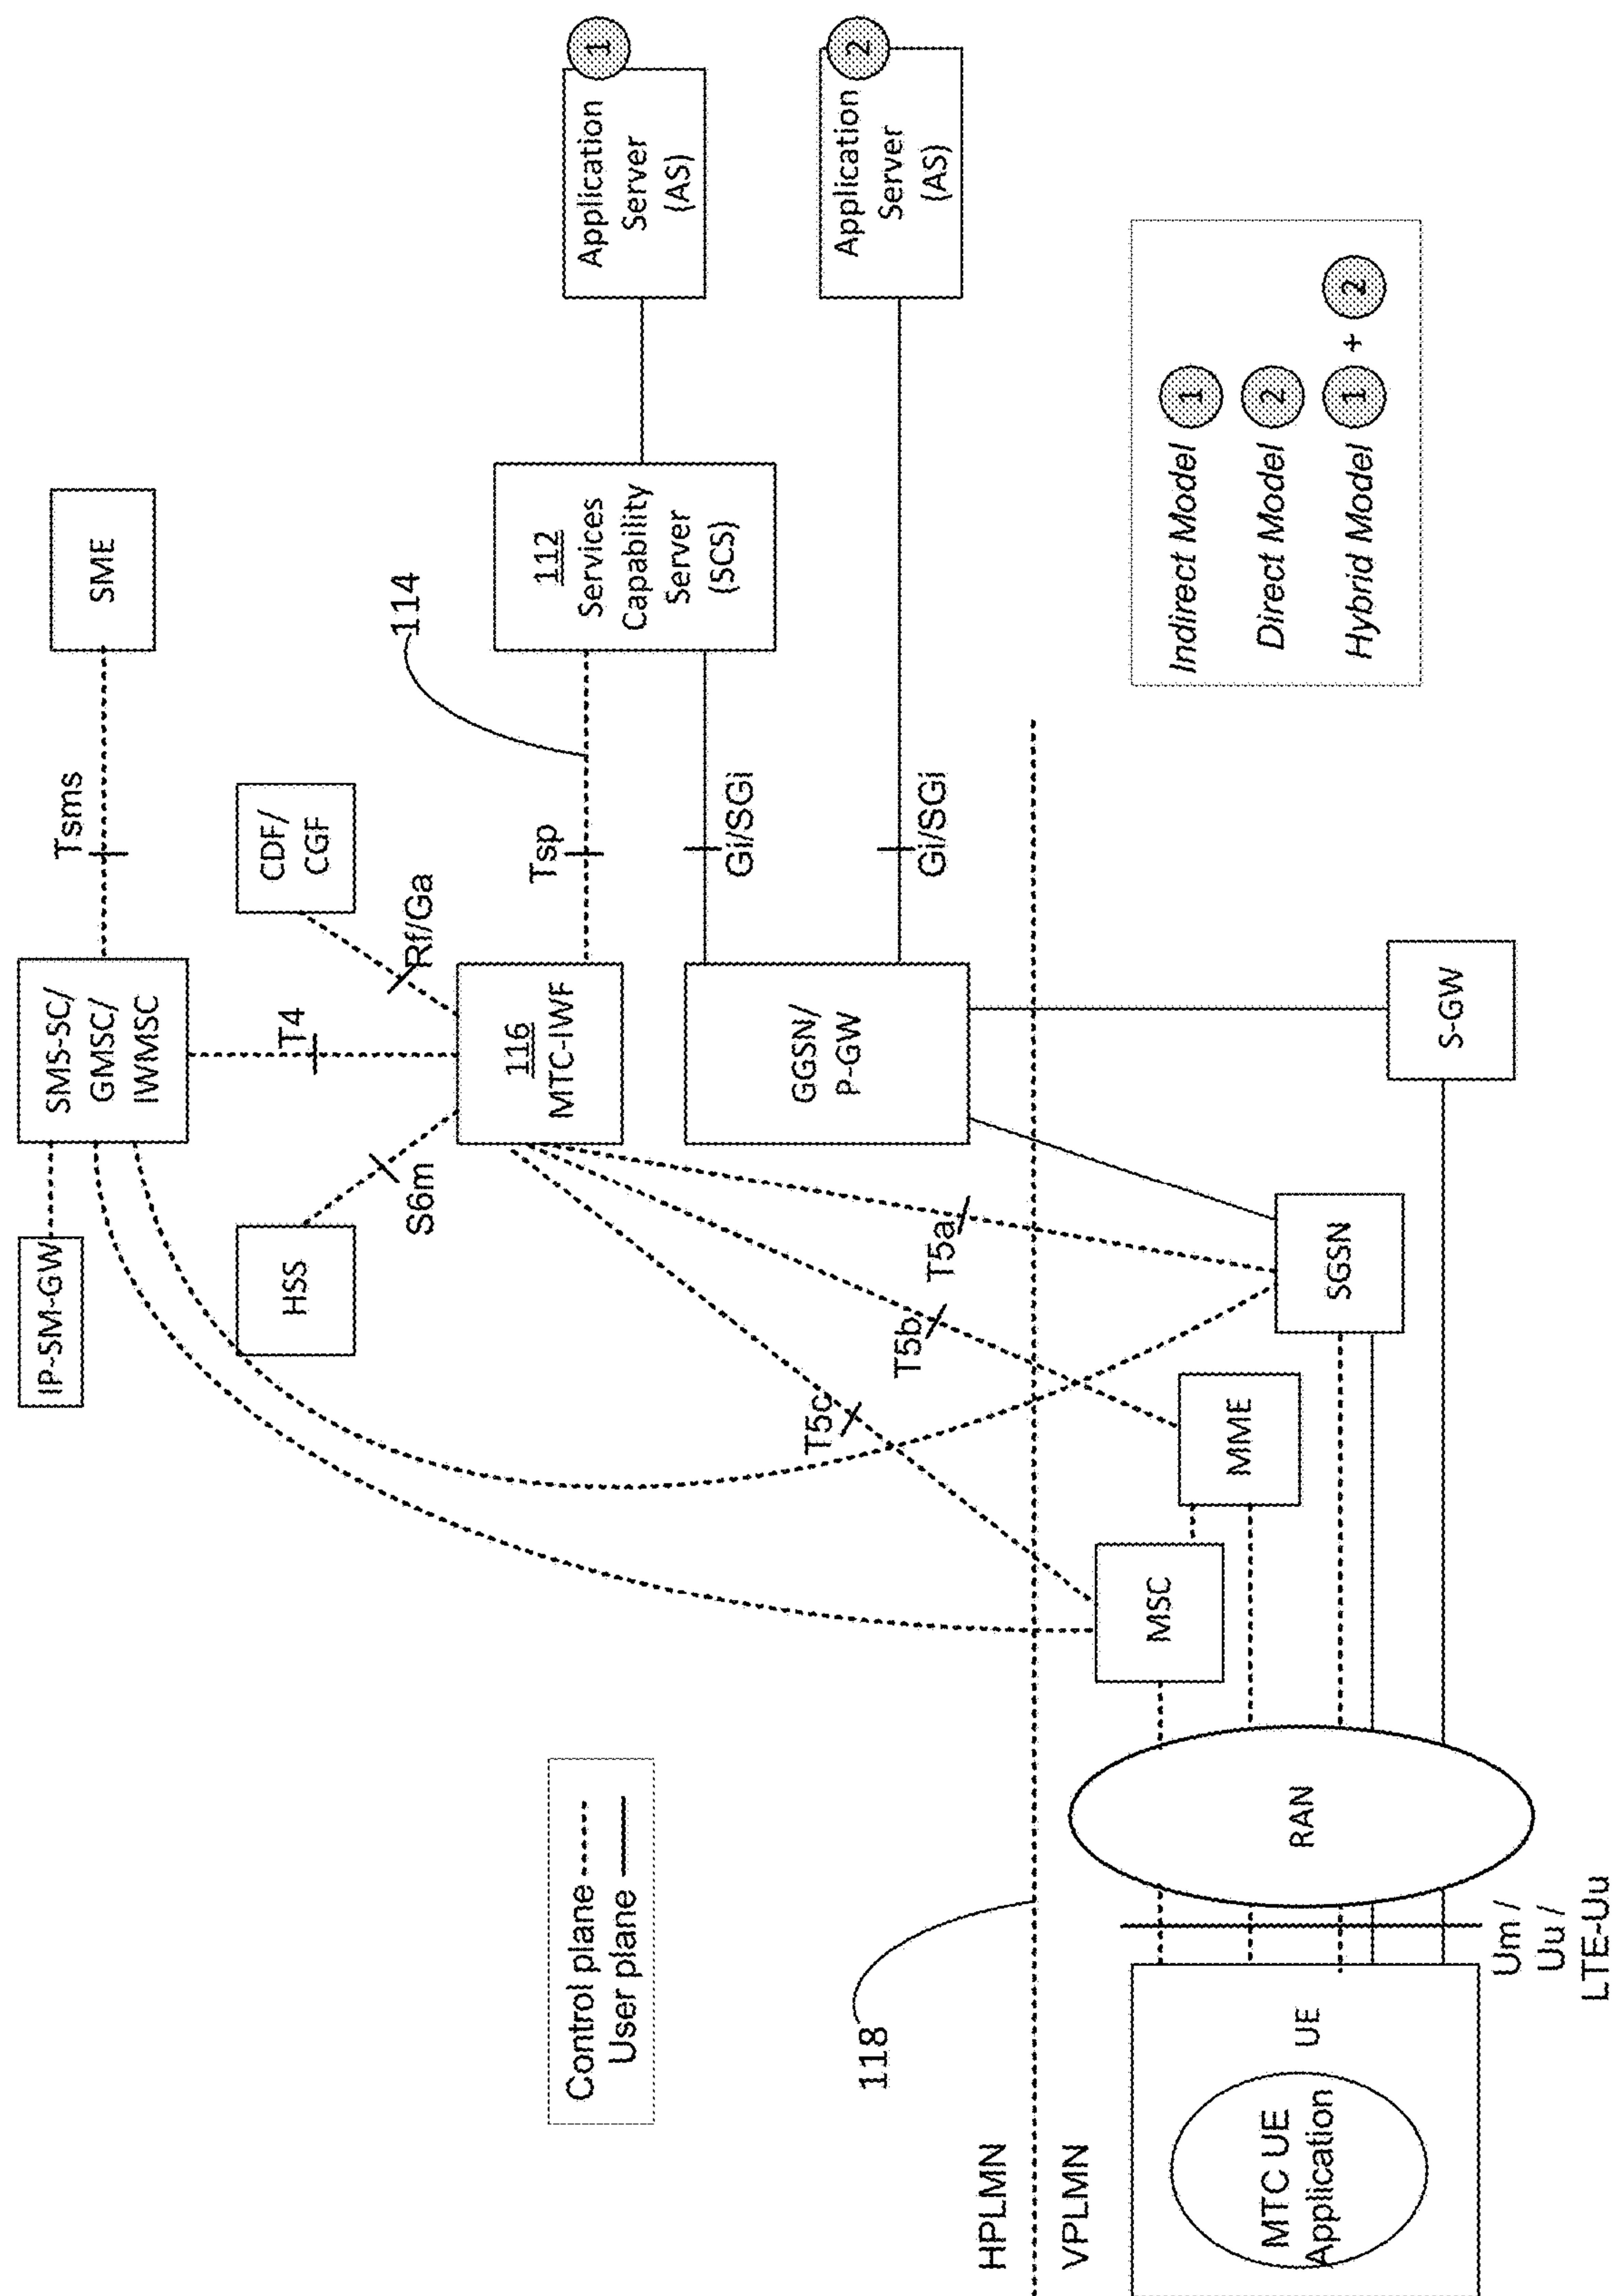 IP-SM-GW
SMS-SC/
GMSC/
IWMSC
Tsms
SME
HSS
S6m
T4
CDF/
CGF
Rf/Ga
114
Control plane
User plane
116
MTC-IWF
Tsp
112
Services
Capability
Server
(SCS)
Application
Server
(AS)
1
Gi/SGi
GGSN/
P-GW
Gi/SGi
Application
Server
(AS)
2
T5c
T5b
T5a
118
HPLMN
VPLMN
MSC
MME
SGSN
S-GW
RAN
UE
MTC UE
Application
Um /
Uu /
LTE-Uu
Indirect Model 1
Direct Model 2
Hybrid Model 1 + 2